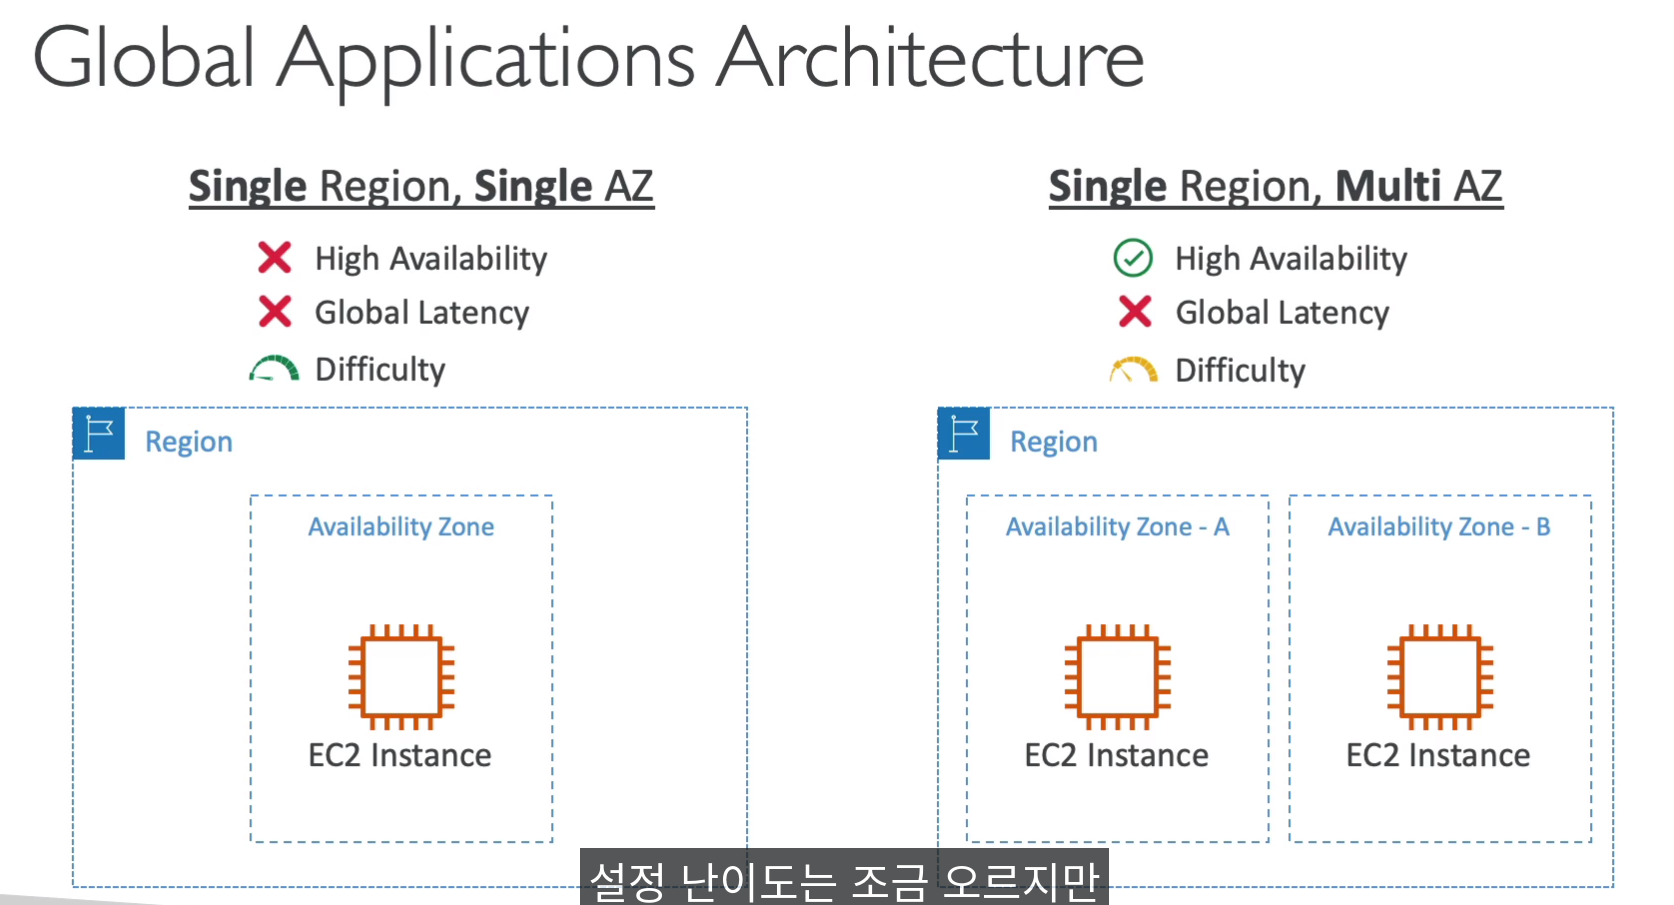 Global Applications Architecture
Single Region, Single AZ
High Availability
Global Latency
Difficulty
Region
Availability Zone
EC2 Instance
Single Region, Multi AZ
High Availability
Global Latency
Difficulty
Region
Availability Zone - A
EC2 Instance
Availability Zone - B
EC2 Instance
설정 난이도는 조금 오르지만